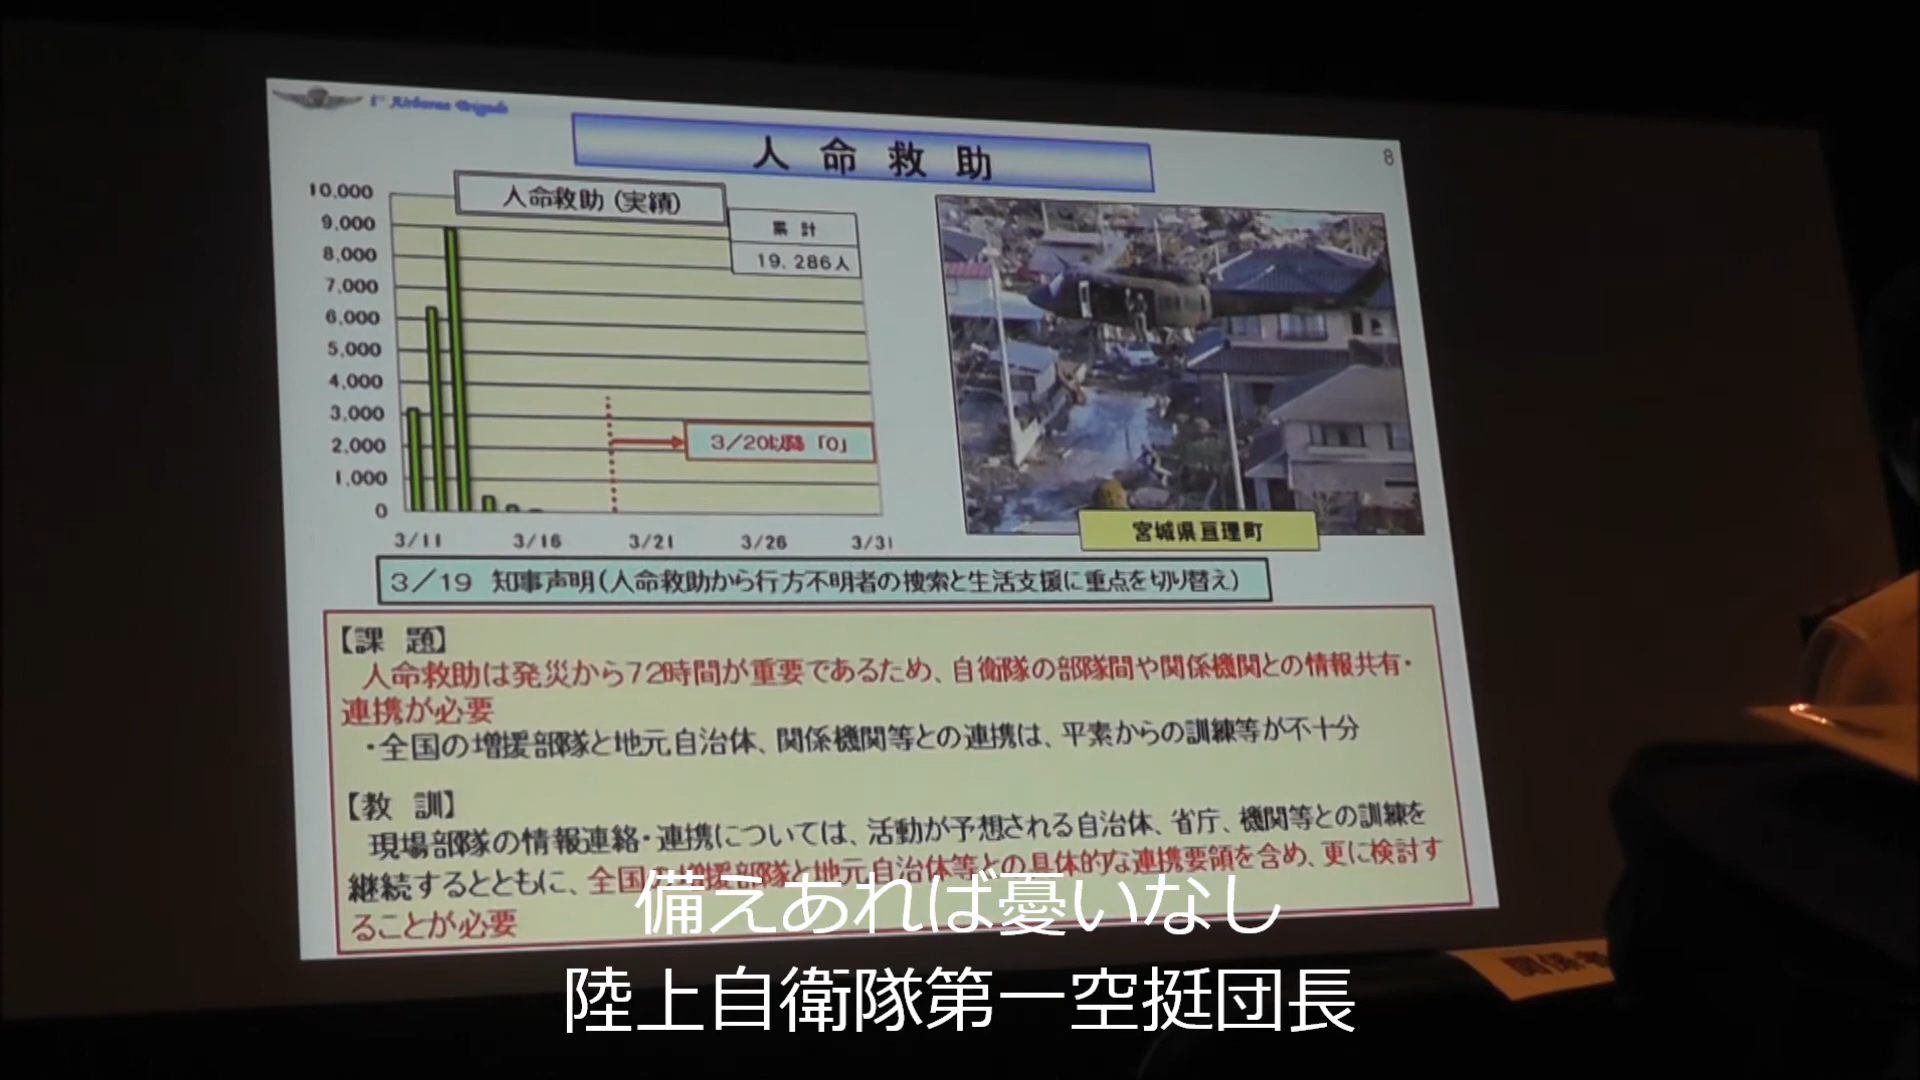 1st Airborne Brigade
人命救助
8
人命救助（実績）
累計
19,286人
10,000
9,000
8,000
7,000
6,000
5,000
4,000
3,000
2,000
1,000
0
3/20以降「0」
3/11
3/16
3/21
3/26
3/31
宮城県亘理町
3／19 知事声明（人命救助から行方不明者の捜索と生活支援に重点を切り替え）
【課 題】
人命救助は発災から72時間が重要であるため、自衛隊の部隊間や関係機関との情報共有・
連携が必要
・全国の増援部隊と地元自治体、関係機関等との連携は、平素からの訓練等が不十分
【教 訓】
現場部隊の情報連絡・連携については、活動が予想される自治体、省庁、機関等との訓練を
継続するとともに、全国の増援部隊と地元自治体等との具体的な連携要領を含め、更に検討す
ることが必要
備えあれば憂いなし
陸上自衛隊第一空挺団長